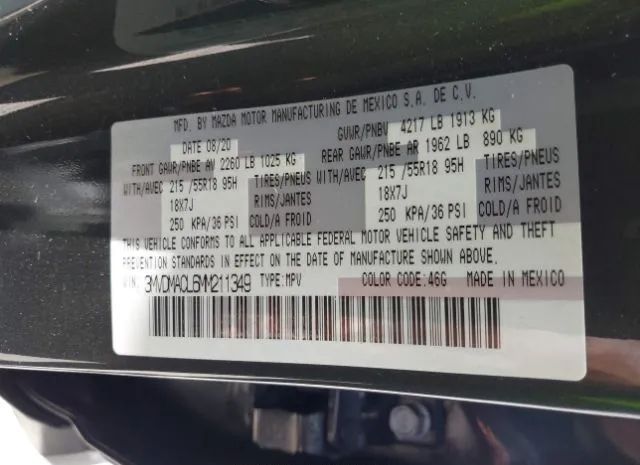 MFD. BY MAZDA MOTOR MANUFACTURING DE MEXICO S.A. DE C.V.
DATE 08/20 GVWR/PNBV 4217 LB 1913 KG
FRONT GAWR/PNBE AV 2260 LB 1025 KG REAR GAWR/PNBE AR 1962 LB 890 KG
WITH/AVEC 215 /55R18 95H TIRES/PNEUS WITH/AVEC 215 /55R18 95H TIRES/PNEUS
18X7J RIMS/JANTES 18X7J RIMS/JANTES
250 KPA/36 PSI COLD/A FROID 250 KPA/36 PSI COLD/A FROID
THIS VEHICLE CONFORMS TO ALL APPLICABLE FEDERAL MOTOR VEHICLE SAFETY AND THEFT
PREVENTION STANDARDS IN EFFECT ON THE DATE OF MANUFACTURE SHOWN ABOVE.
VIN: 3MVDMACL6MM211349 TYPE:MPV COLOR CODE:46G MADE IN MEXICO